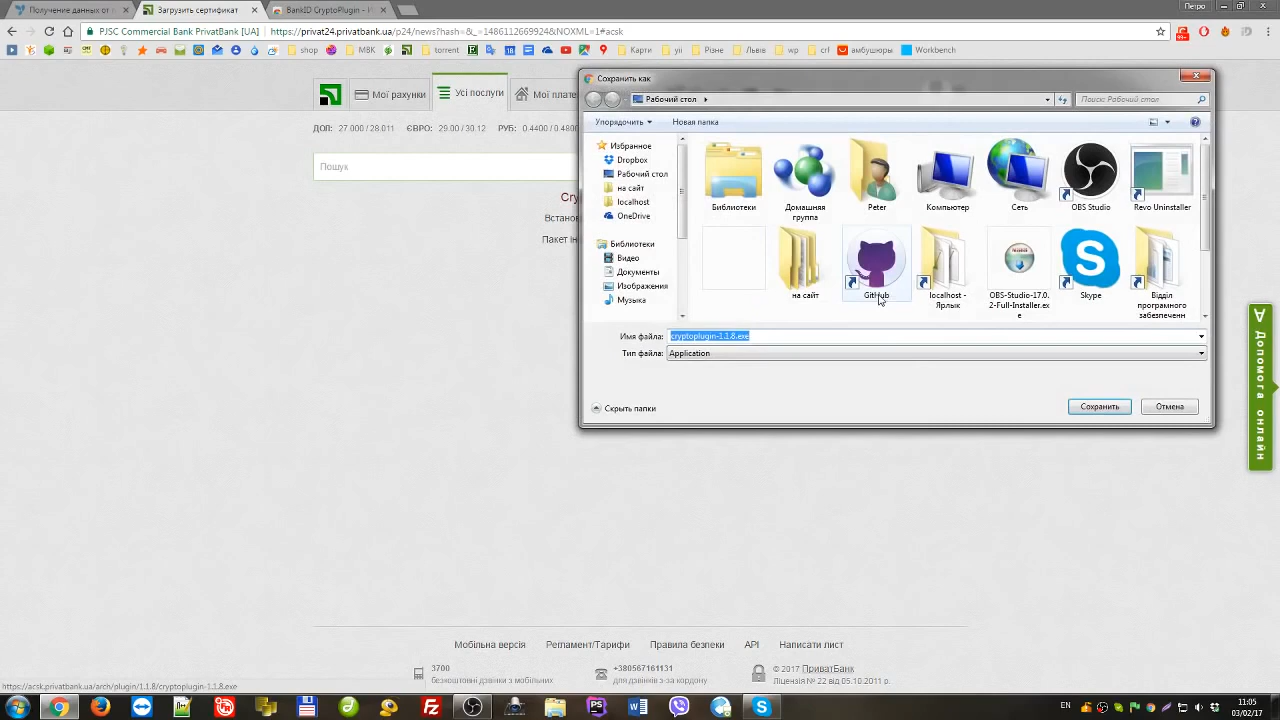 Получение данных от п
Загрузить сертификат
BankID CryptoPlugin - И
Петро
PJSC Commercial Bank PrivatBank [UA]
https://privat24.privatbank.ua/p24/news?hash=&_=1486112669924&NOXML=1#acsk
shop
МВК
torrent
Карти
yii
Різне
Львів
wp
crf
амбушюры
Workbench
Мої рахунки
Усі послуги
Мої плате
ДОЛ: 27.000 / 28.011
ЄВРО: 29.00 / 30.12
РУБ: 0.4400 / 0.4800
Пошук
Cry
Встанов
Пакет ін
Сохранить как
Рабочий стол
Поиск: Рабочий стол
Упорядочить
Новая папка
Избранное
Dropbox
Рабочий стол
на сайт
localhost
OneDrive
Библиотеки
Видео
Документы
Изображения
Музыка
Библиотеки
Домашняя группа
Peter
Компьютер
Сеть
OBS Studio
Revo Uninstaller
на сайт
GitHub
localhost - Ярлык
OBS-Studio-17.0.2-Full-Installer.exe
Skype
Відділ програмного забезпеченн
Имя файла:
cryptoplugin-1.1.8.exe
Тип файла:
Application
Скрыть папки
Сохранить
Отмена
Допомога онлайн
Мобільна версія
Регламент/Тарифи
Правила безпеки
API
Написати лист
3700
безкоштовні дзвінки з мобільних
+380567161131
для дзвінків з-за кордону
© 2017 ПриватБанк
Ліцензія № 22 від 05.10.2011 р.
https://acsk.privatbank.ua/arch/plugin/1.1.8/cryptoplugin-1.1.8.exe
EN
11:05
03/02/17